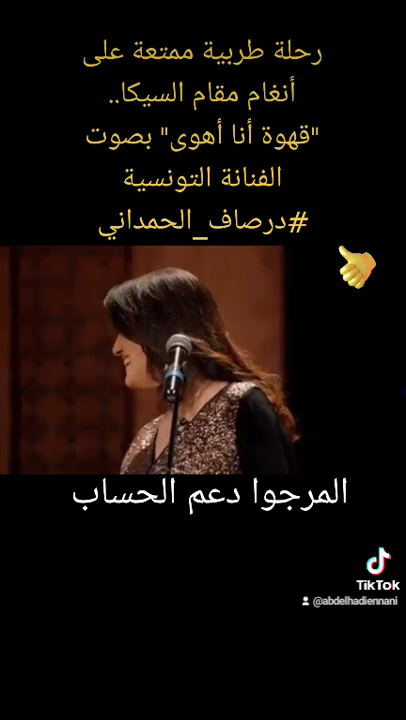 رحلة طربية ممتعة على
أنغام مقام السيكا..
"قهوة أنا أهوى" بصوت
الفنانة التونسية
#درصاف_الحمداني
المرجوا دعم الحساب
TikTok
@abdelhadiennani